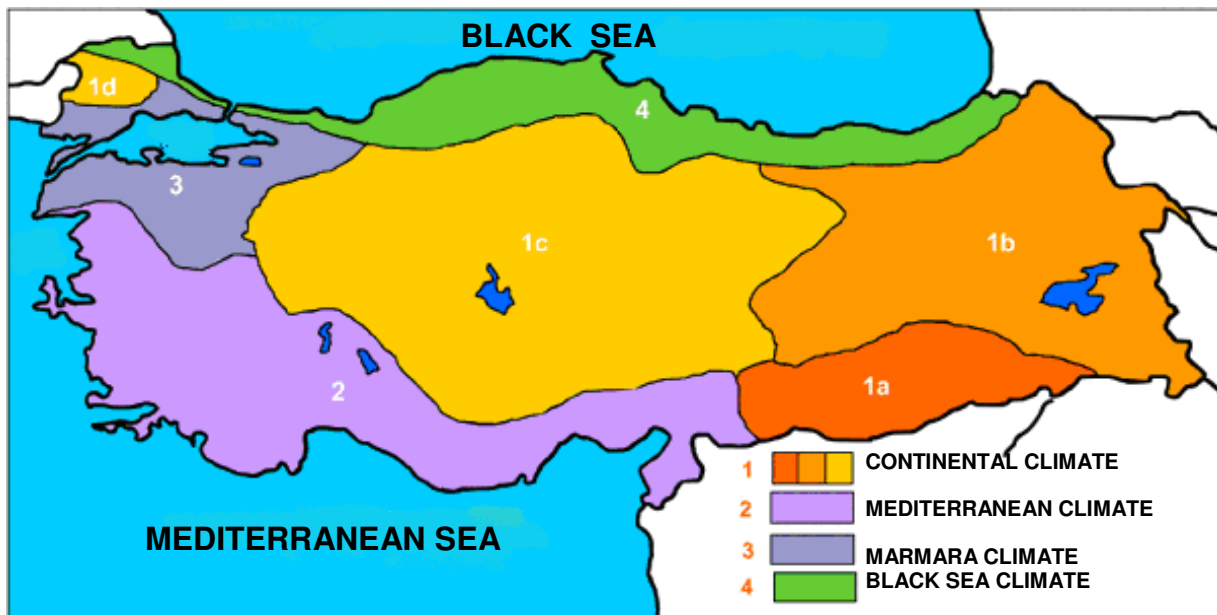 BLACK SEA
1d
4
3
1c
1b
2
1a
1 CONTINENTAL CLIMATE
2 MEDITERRANEAN CLIMATE
MEDITERRANEAN SEA
3 MARMARA CLIMATE
4 BLACK SEA CLIMATE